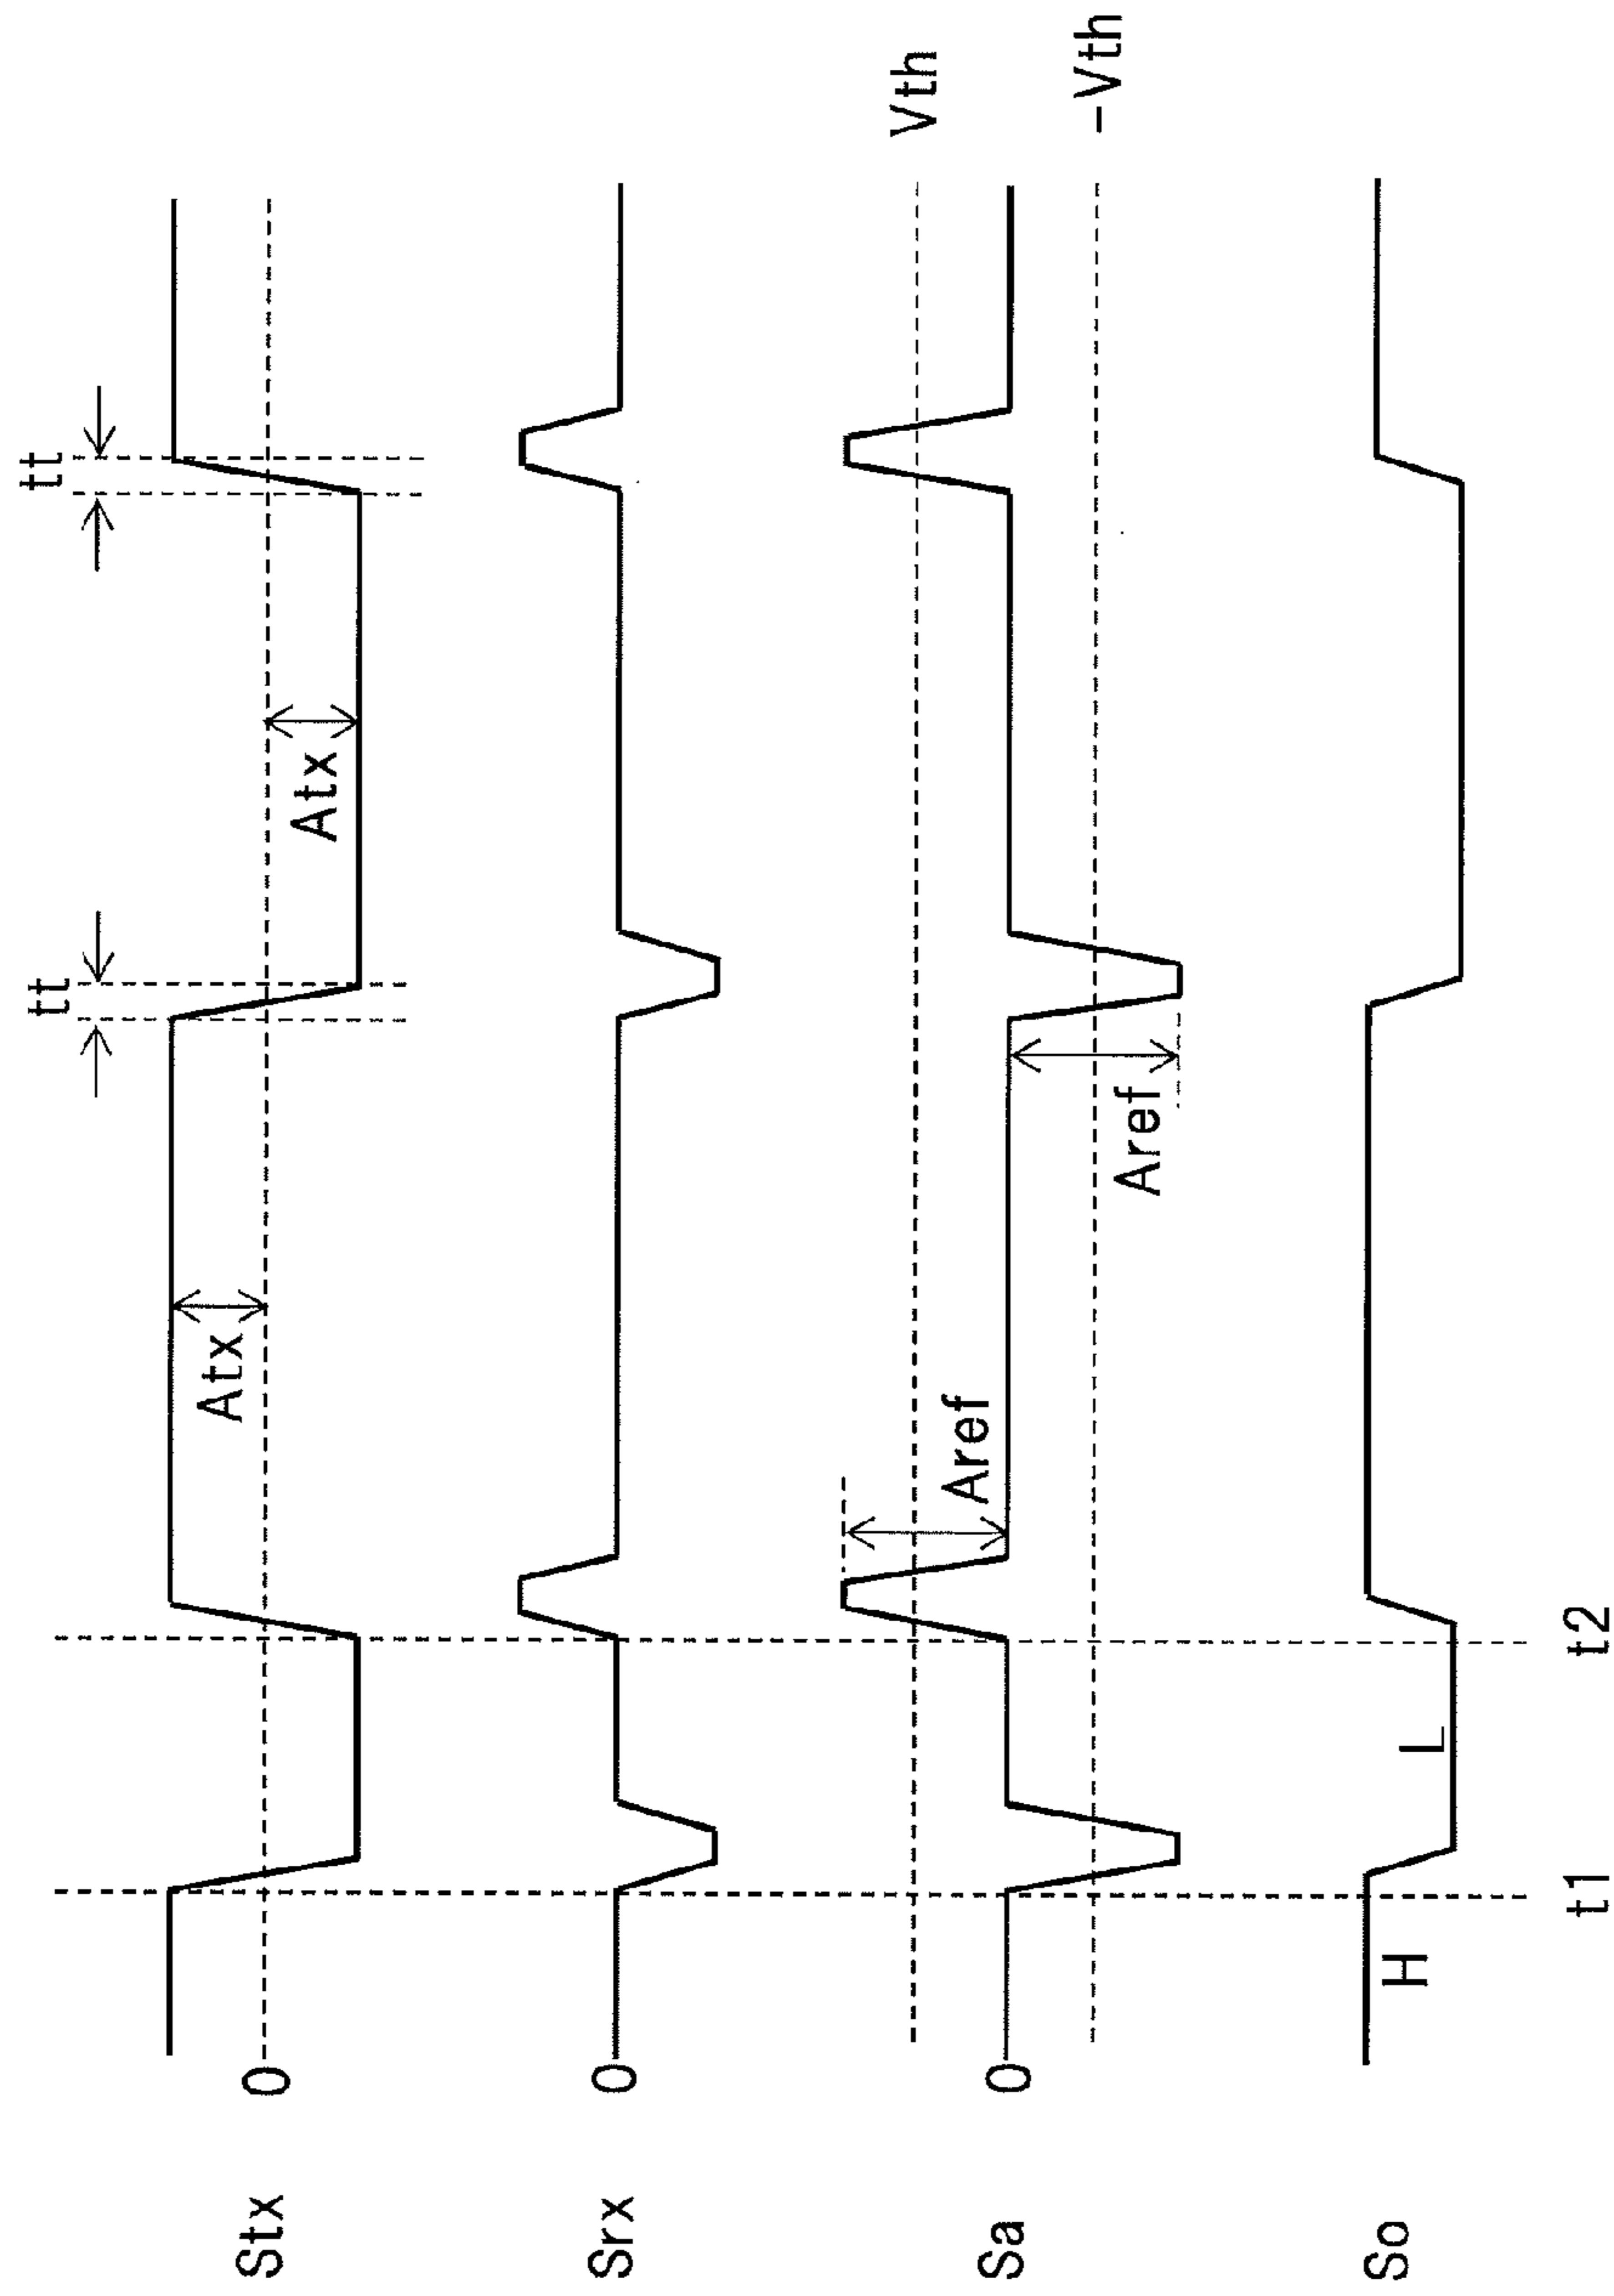 tt
tt
Stx
0
Atx
Atx
Srx
0
Vth
Sa
0
Aref
Aref
-Vth
So
H
L
t1
t2